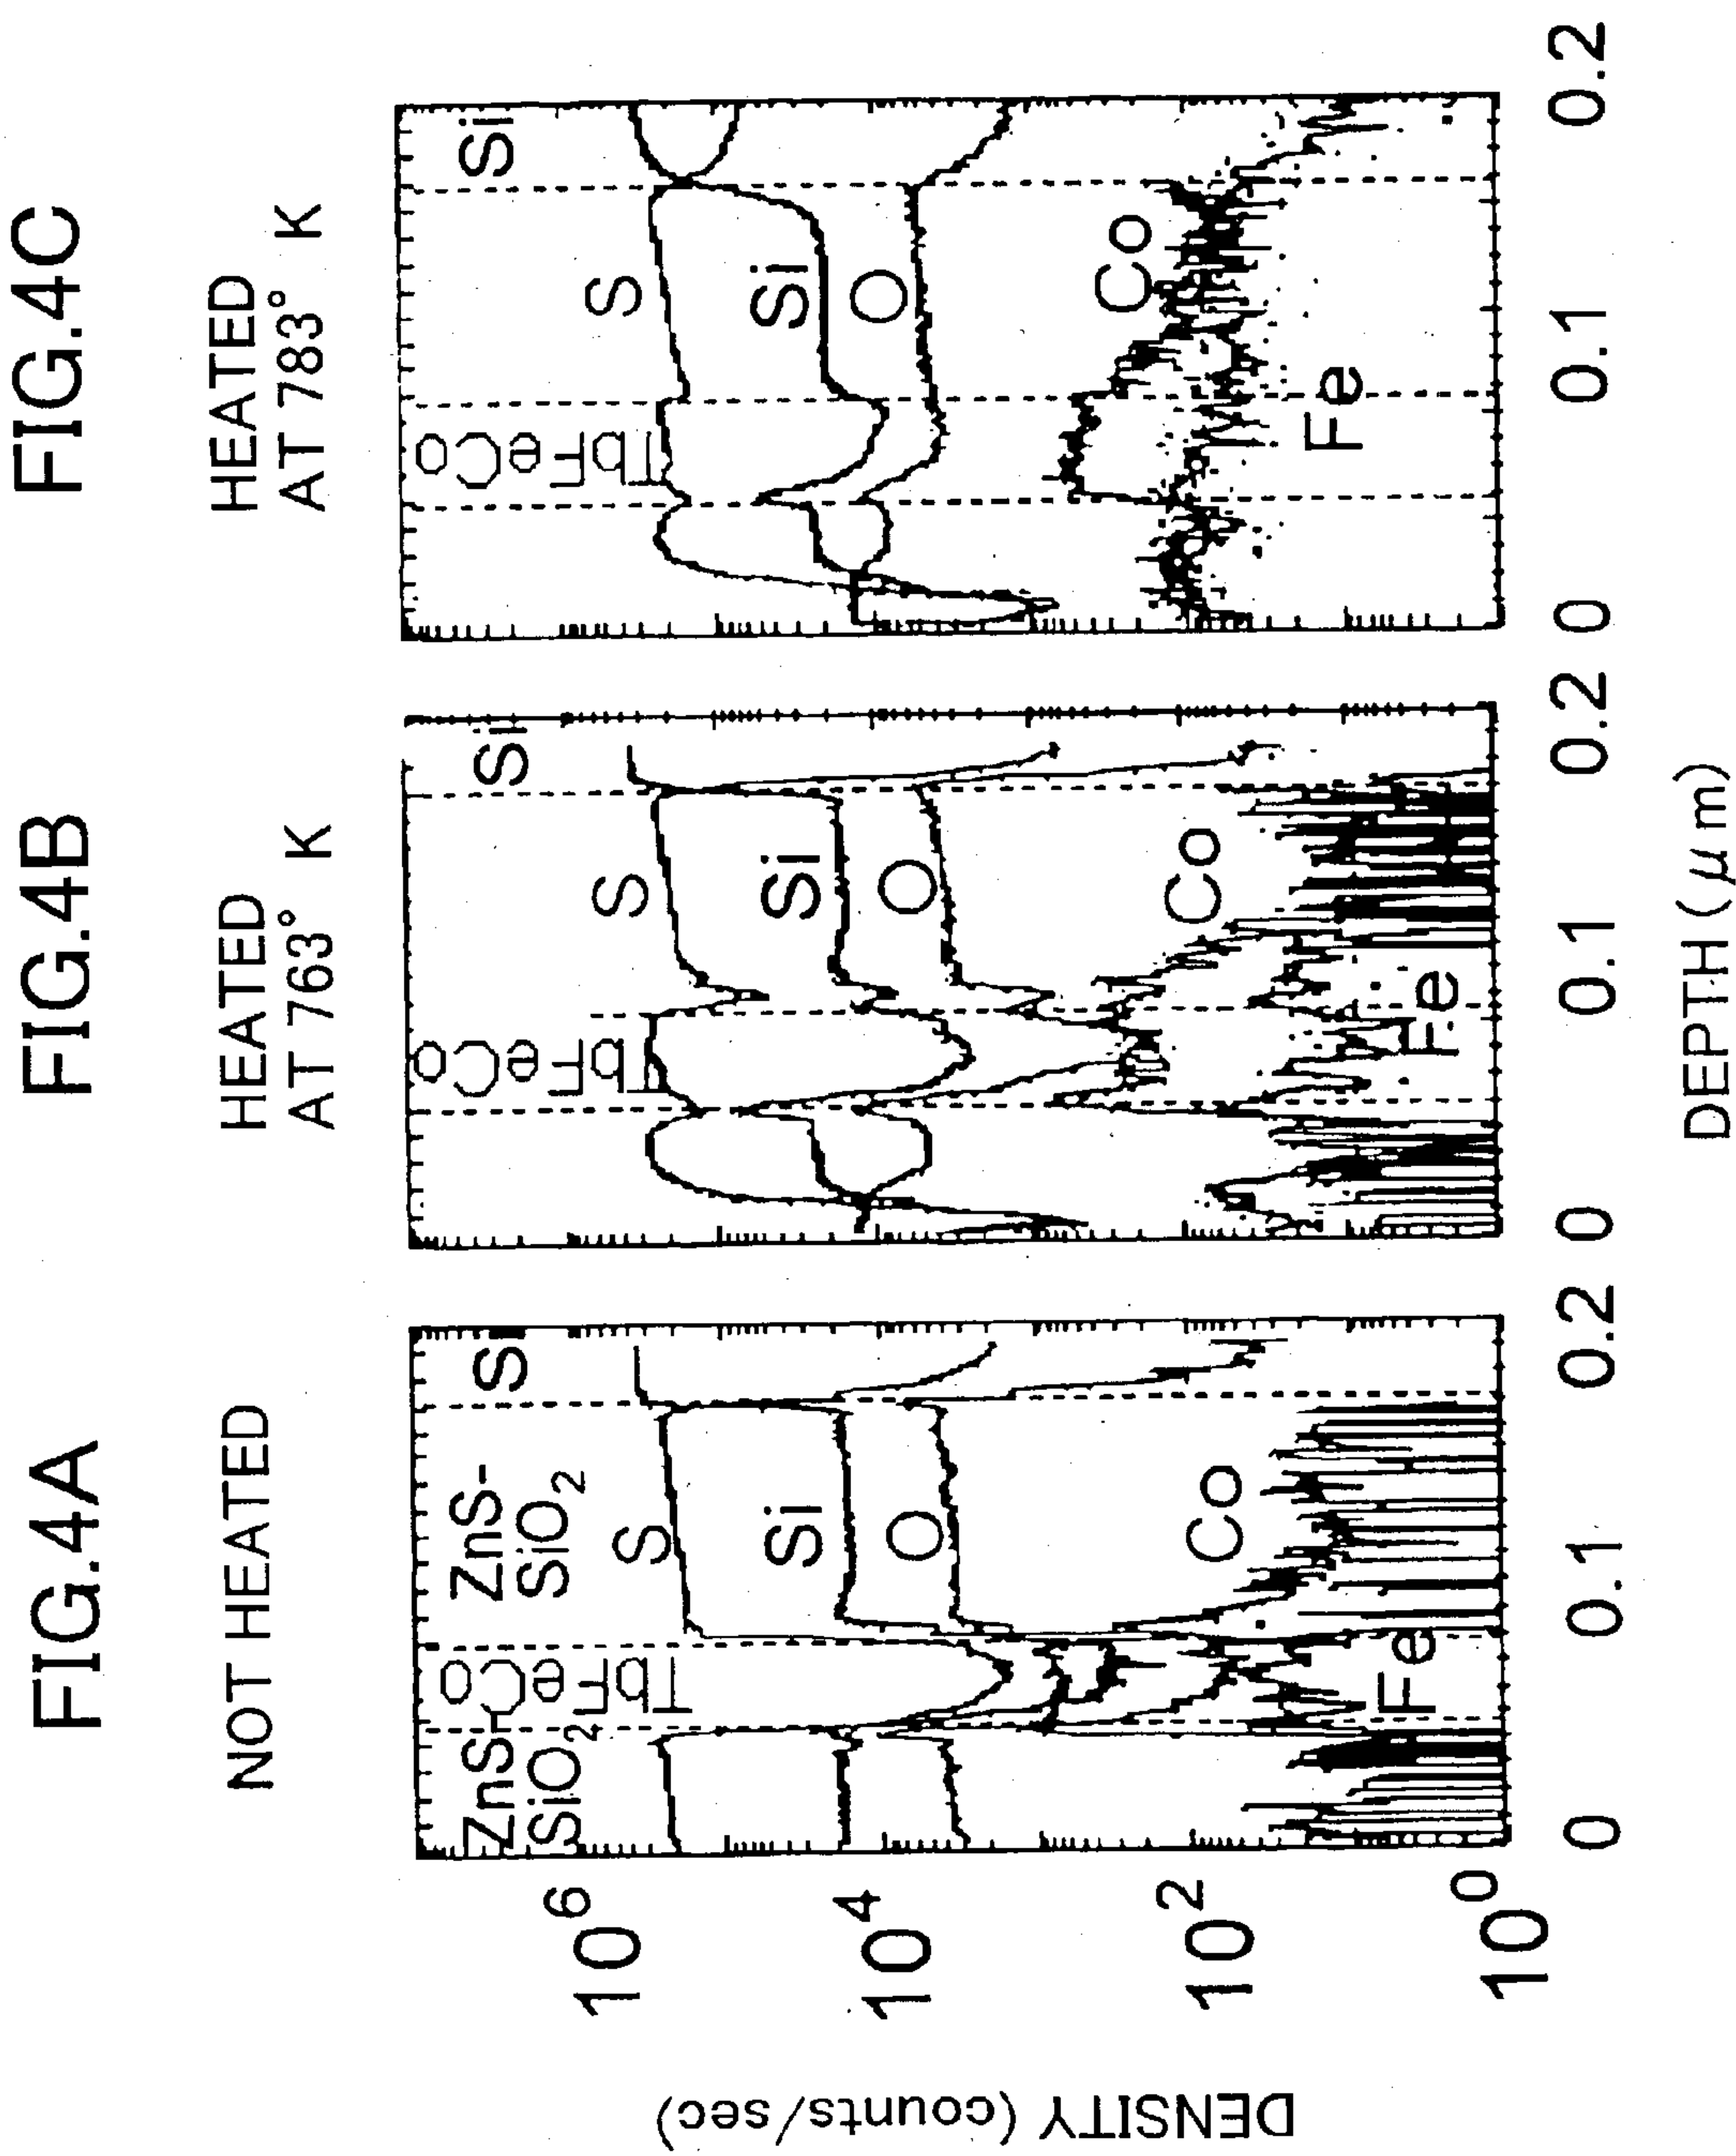 FIG.4A
NOT HEATED
ZnS-
SiO2
TbFeCo
ZnS-
SiO2
Si
S
Si
O
Co
Fe
FIG.4B
HEATED
AT 763° K
TbFeCo
Si
S
Si
O
Co
Fe
FIG.4C
HEATED
AT 783° K
TbFeCo
Si
S
Si
O
Co
Fe
DENSITY (counts/sec)
10^6
10^4
10^2
10^0
0 0.1 0.2
0 0.1 0.2
0 0.1 0.2
DEPTH (μm)